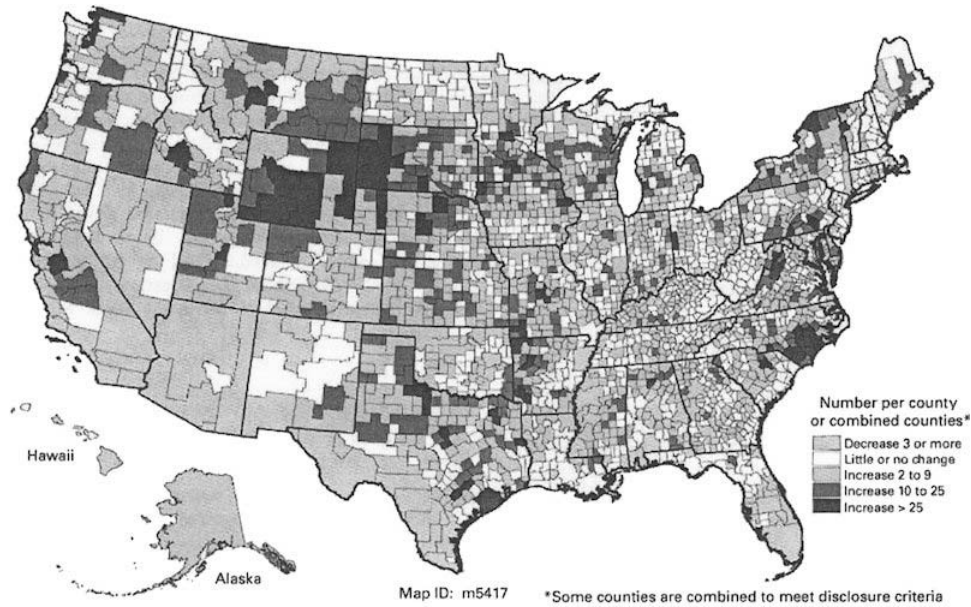 Number per county
or combined counties*
Decrease 3 or more
Little or no change
Increase 2 to 9
Increase 10 to 25
Increase > 25
Hawaii
Alaska
Map ID: m5417
*Some counties are combined to meet disclosure criteria